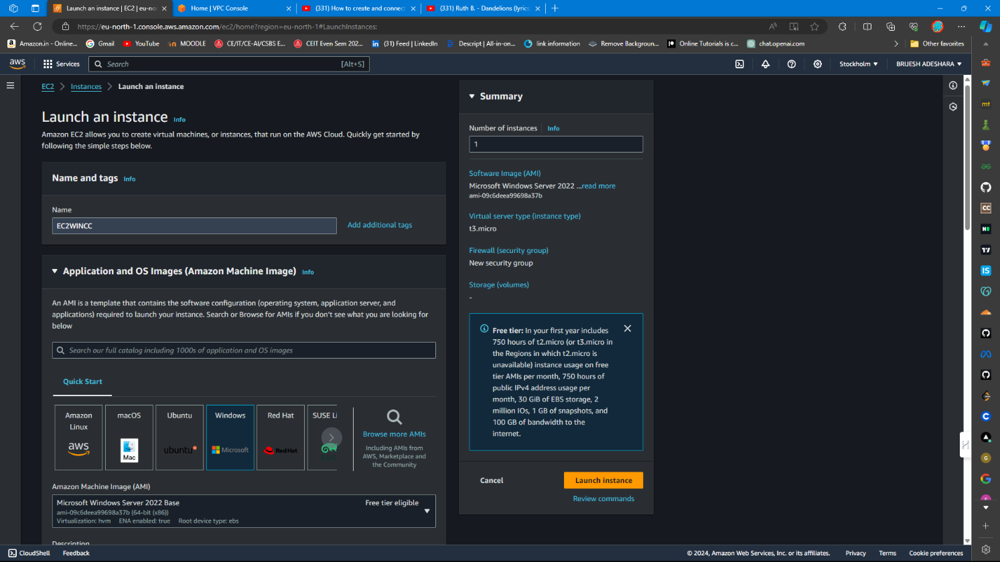 Launch an instance | EC2 | eu-no
Home | VPC Console
(331) How to create and connec
(331) Ruth B. - Dandelions (lyrics
https://eu-north-1.console.aws.amazon.com/ec2/home?region=eu-north-1#LaunchInstances:
Amazon.in - Online...
Gmail
YouTube
MOODLE
CE/IT/CE-AI/CSBS E...
CEIT Even Sem 202...
(31) Feed | LinkedIn
Descript | All-in-on...
link information
Remove Backgroun...
Online Tutorials is c...
chat.openai.com
Other favorites
aws
Services
Search
[Alt+S]
Stockholm
BRIJESH ADESHARA
EC2
Instances
Launch an instance
Launch an instance Info
Amazon EC2 allows you to create virtual machines, or instances, that run on the AWS Cloud. Quickly get started by
following the simple steps below.
Name and tags Info
Name
EC2WINCC
Add additional tags
Application and OS Images (Amazon Machine Image) Info
An AMI is a template that contains the software configuration (operating system, application server, and
applications) required to launch your instance. Search or Browse for AMIs if you don't see what you are looking for
below
Search our full catalog including 1000s of application and OS images
Quick Start
Amazon
Linux
aws
macOS
Mac
Ubuntu
ubuntu
Windows
Microsoft
Red Hat
RedHat
SUSE Li
Browse more AMIs
Including AMIs from
AWS, Marketplace and
the Community
Amazon Machine Image (AMI)
Microsoft Windows Server 2022 Base
Free tier eligible
ami-09c6deea99698a37b (64-bit (x86))
Virtualization: hvm ENA enabled: true Root device type: ebs
Description
Summary
Number of instances Info
1
Software Image (AMI)
Microsoft Windows Server 2022 ...read more
ami-09c6deea99698a37b
Virtual server type (instance type)
t3.micro
Firewall (security group)
New security group
Storage (volumes)
-
Free tier: In your first year includes
750 hours of t2.micro (or t3.micro in
the Regions in which t2.micro is
unavailable) instance usage on free
tier AMIs per month, 750 hours of
public IPv4 address usage per
month, 30 GiB of EBS storage, 2
million IOs, 1 GB of snapshots, and
100 GB of bandwidth to the
internet.
Cancel
Launch instance
Review commands
mt
CC
IS
C
G
CloudShell
Feedback
© 2024, Amazon Web Services, Inc. or its affiliates.
Privacy
Terms
Cookie preferences